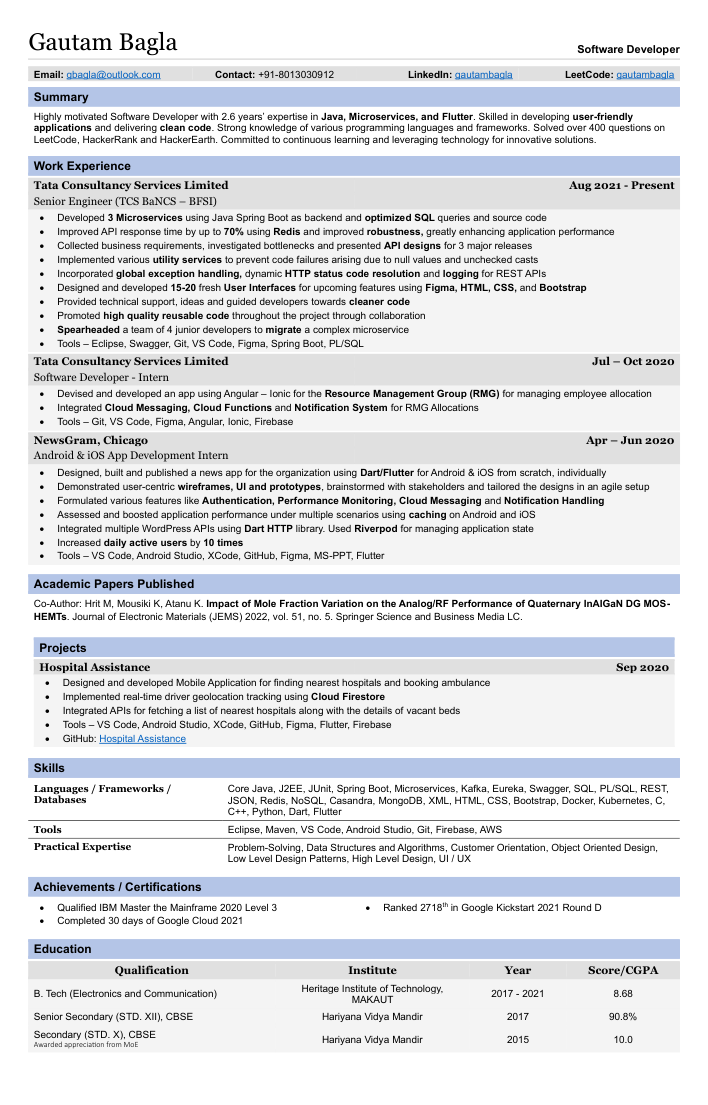 Gautam Bagla
Software Developer
Email: gbagla@outlook.com Contact: +91-8013030912 LinkedIn: gautambagla LeetCode: gautambagla
Summary
Highly motivated Software Developer with 2.6 years' expertise in Java, Microservices, and Flutter. Skilled in developing user-friendly
applications and delivering clean code. Strong knowledge of various programming languages and frameworks. Solved over 400 questions on
LeetCode, HackerRank and HackerEarth. Committed to continuous learning and leveraging technology for innovative solutions.
Work Experience
Tata Consultancy Services Limited Aug 2021 - Present
Senior Engineer (TCS BaNCS – BFSI)
• Developed 3 Microservices using Java Spring Boot as backend and optimized SQL queries and source code
• Improved API response time by up to 70% using Redis and improved robustness, greatly enhancing application performance
• Collected business requirements, investigated bottlenecks and presented API designs for 3 major releases
• Implemented various utility services to prevent code failures arising due to null values and unchecked casts
• Incorporated global exception handling, dynamic HTTP status code resolution and logging for REST APIs
• Designed and developed 15-20 fresh User Interfaces for upcoming features using Figma, HTML, CSS, and Bootstrap
• Provided technical support, ideas and guided developers towards cleaner code
• Promoted high quality reusable code throughout the project through collaboration
• Spearheaded a team of 4 junior developers to migrate a complex microservice
• Tools – Eclipse, Swagger, Git, VS Code, Figma, Spring Boot, PL/SQL
Tata Consultancy Services Limited Jul – Oct 2020
Software Developer - Intern
• Devised and developed an app using Angular – Ionic for the Resource Management Group (RMG) for managing employee allocation
• Integrated Cloud Messaging, Cloud Functions and Notification System for RMG Allocations
• Tools – Git, VS Code, Figma, Angular, Ionic, Firebase
NewsGram, Chicago Apr – Jun 2020
Android & iOS App Development Intern
• Designed, built and published a news app for the organization using Dart/Flutter for Android & iOS from scratch, individually
• Demonstrated user-centric wireframes, UI and prototypes, brainstormed with stakeholders and tailored the designs in an agile setup
• Formulated various features like Authentication, Performance Monitoring, Cloud Messaging and Notification Handling
• Assessed and boosted application performance under multiple scenarios using caching on Android and iOS
• Integrated multiple WordPress APIs using Dart HTTP library. Used Riverpod for managing application state
• Increased daily active users by 10 times
• Tools – VS Code, Android Studio, XCode, GitHub, Figma, MS-PPT, Flutter
Academic Papers Published
Co-Author: Hrit M, Mousiki K, Atanu K. Impact of Mole Fraction Variation on the Analog/RF Performance of Quaternary InAlGaN DG MOS-
HEMTs. Journal of Electronic Materials (JEMS) 2022, vol. 51, no. 5. Springer Science and Business Media LC.
Projects
Hospital Assistance Sep 2020
• Designed and developed Mobile Application for finding nearest hospitals and booking ambulance
• Implemented real-time driver geolocation tracking using Cloud Firestore
• Integrated APIs for fetching a list of nearest hospitals along with the details of vacant beds
• Tools – VS Code, Android Studio, XCode, GitHub, Figma, Flutter, Firebase
• GitHub: Hospital Assistance
Skills
Languages / Frameworks /
Databases
Core Java, J2EE, JUnit, Spring Boot, Microservices, Kafka, Eureka, Swagger, SQL, PL/SQL, REST,
JSON, Redis, NoSQL, Casandra, MongoDB, XML, HTML, CSS, Bootstrap, Docker, Kubernetes, C,
C++, Python, Dart, Flutter
Tools Eclipse, Maven, VS Code, Android Studio, Git, Firebase, AWS
Practical Expertise Problem-Solving, Data Structures and Algorithms, Customer Orientation, Object Oriented Design,
Low Level Design Patterns, High Level Design, UI / UX
Achievements / Certifications
• Qualified IBM Master the Mainframe 2020 Level 3
• Completed 30 days of Google Cloud 2021
• Ranked 2718th in Google Kickstart 2021 Round D
Education
Qualification Institute Year Score/CGPA
B. Tech (Electronics and Communication) Heritage Institute of Technology,
MAKAUT 2017 - 2021 8.68
Senior Secondary (STD. XII), CBSE Hariyana Vidya Mandir 2017 90.8%
Secondary (STD. X), CBSE Hariyana Vidya Mandir 2015 10.0
Awarded appreciation from MoE